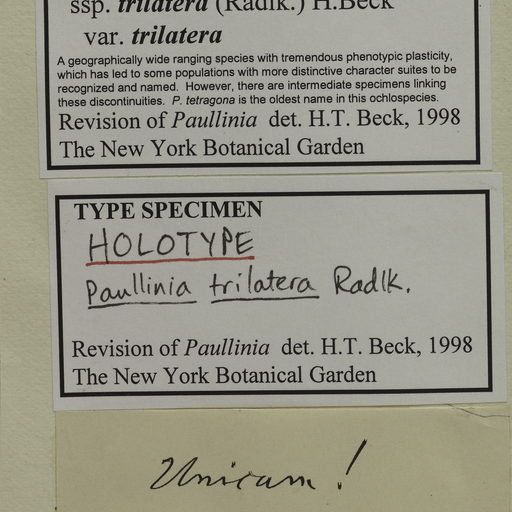 ssp. trilatera (Radlk.) H.Beck
var. trilatera
A geographically wide ranging species with tremendous phenotypic plasticity,
which has led to some populations with more distinctive character suites to be
recognized and named. However, there are intermediate specimens linking
these discontinuities. P. tetragona is the oldest name in this ochlospecies.
Revision of Paullinia det. H.T. Beck, 1998
The New York Botanical Garden
TYPE SPECIMEN
HOLOTYPE
Paullinia trilatera Radlk.
Revision of Paullinia det. H.T. Beck, 1998
The New York Botanical Garden
Unicum!